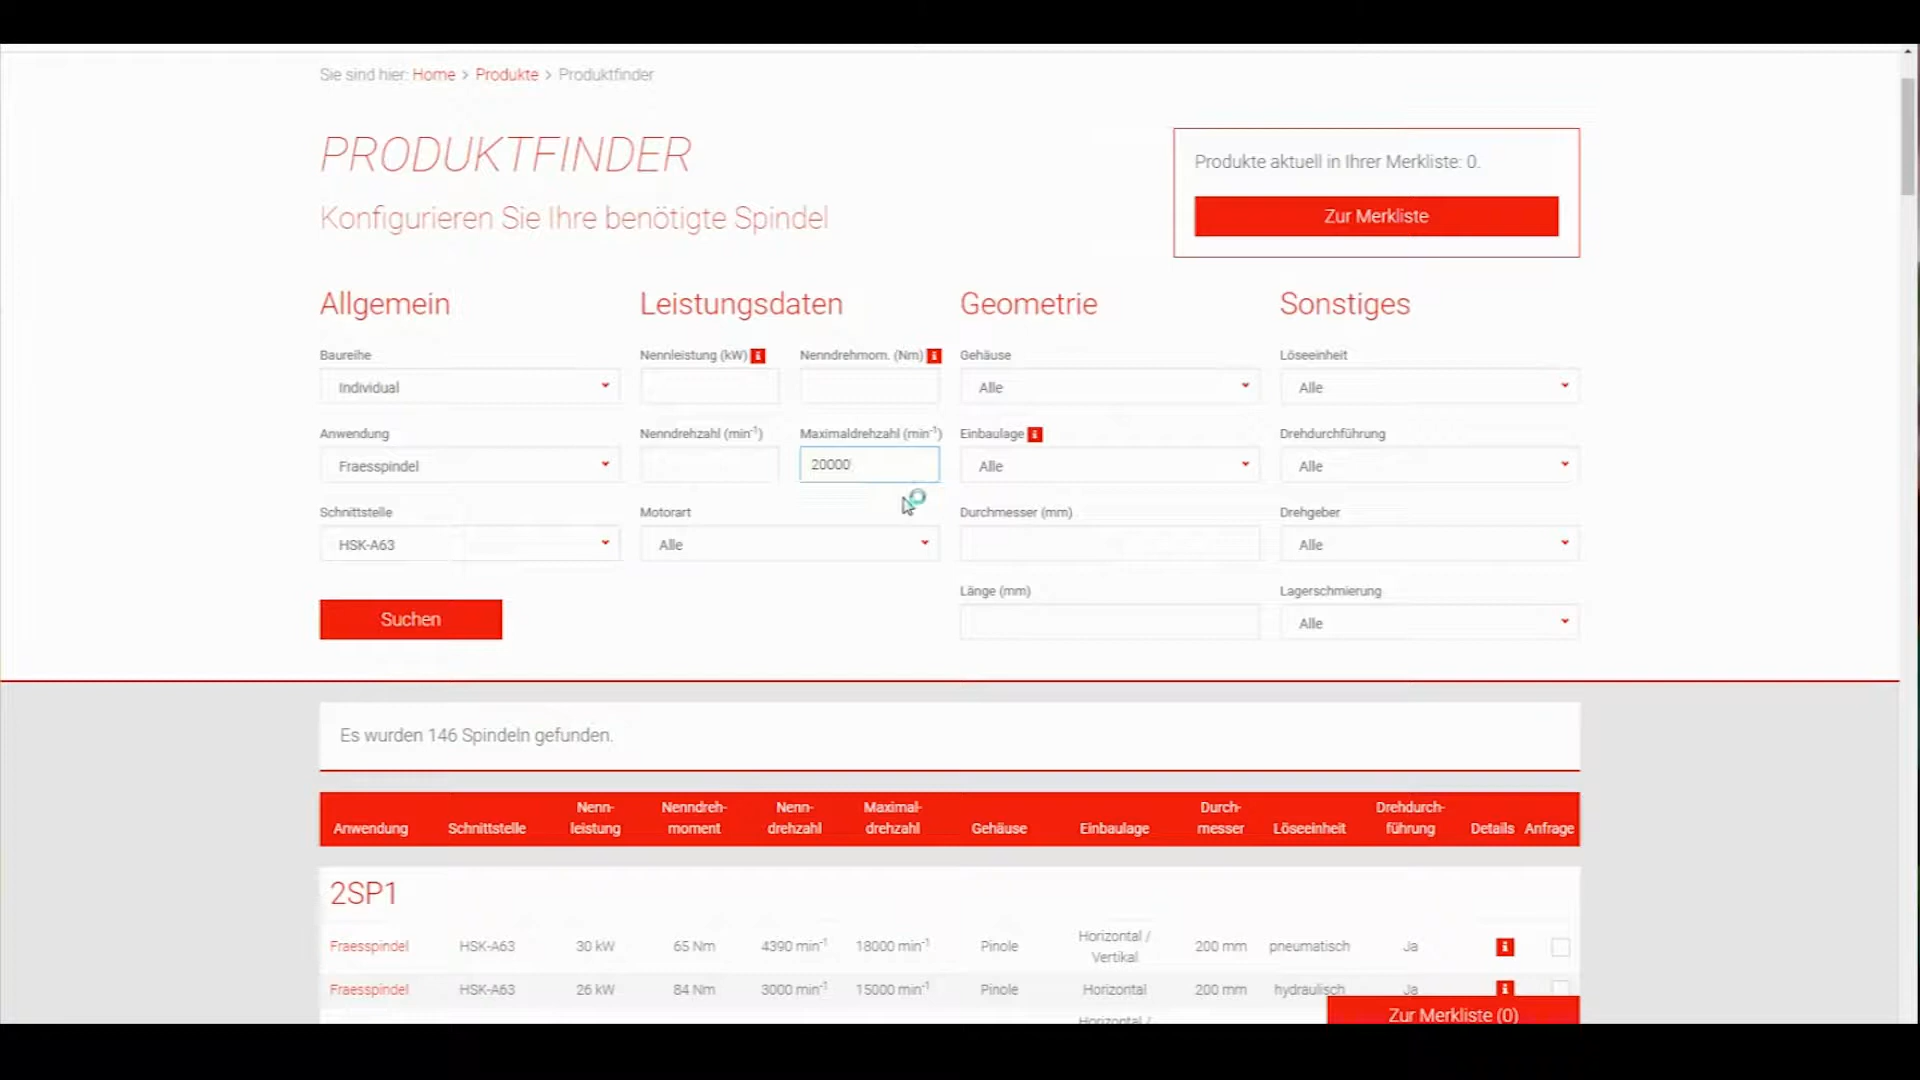 Sie sind hier: Home > Produkte > Produktfinder
PRODUKTFINDER
Konfigurieren Sie Ihre benötigte Spindel
Produkte aktuell in Ihrer Merkliste: 0.
Zur Merkliste
Allgemein
Baureihe
Individual
Anwendung
Fraesspindel
Schnittstelle
HSK-A63
Suchen
Leistungsdaten
Nennleistung (kW) i
Nenndrehmom. (Nm) i
Nenndrehzahl (min⁻¹)
Maximaldrehzahl (min⁻¹)
20000
Motorart
Alle
Geometrie
Gehäuse
Alle
Einbaulage i
Alle
Durchmesser (mm)
Länge (mm)
Sonstiges
Löseeinheit
Alle
Drehdurchführung
Alle
Drehgeber
Alle
Lagerschmierung
Alle
Es wurden 146 Spindeln gefunden.
Anwendung Schnittstelle Nenn-leistung Nenndreh-moment Nenn-drehzahl Maximal-drehzahl Gehäuse Einbaulage Durch-messer Löseeinheit Drehdurch-führung Details Anfrage
2SP1
Fraesspindel HSK-A63 30 kW 65 Nm 4390 min⁻¹ 18000 min⁻¹ Pinole Horizontal / Vertikal 200 mm pneumatisch Ja i
Fraesspindel HSK-A63 26 kW 84 Nm 3000 min⁻¹ 15000 min⁻¹ Pinole Horizontal 200 mm hydraulisch Ja i
Horizontal /
Zur Merkliste (0)